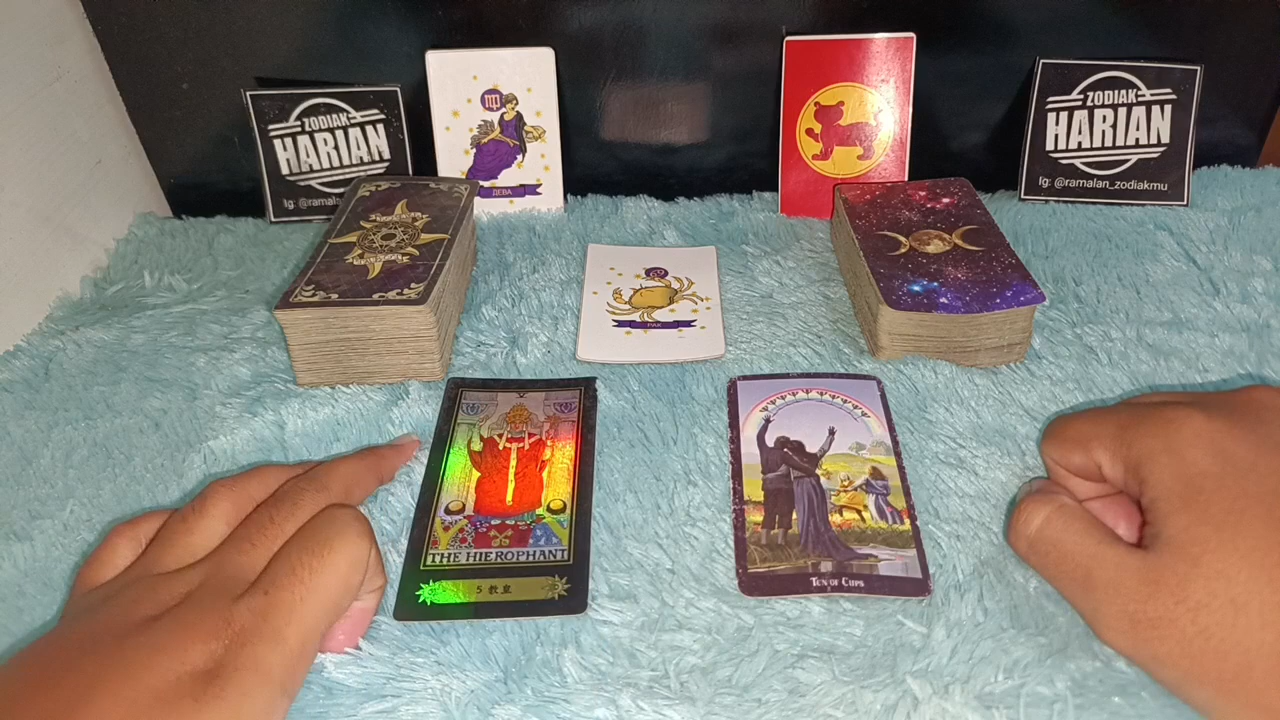 ZODIAK
HARIAN
Ig: @ramala
ДЕВА
ZODIAK
HARIAN
Ig: @ramalan_zodiakmu
РАК
V
THE HIEROPHANT
5 教皇
TEN OF CUPS